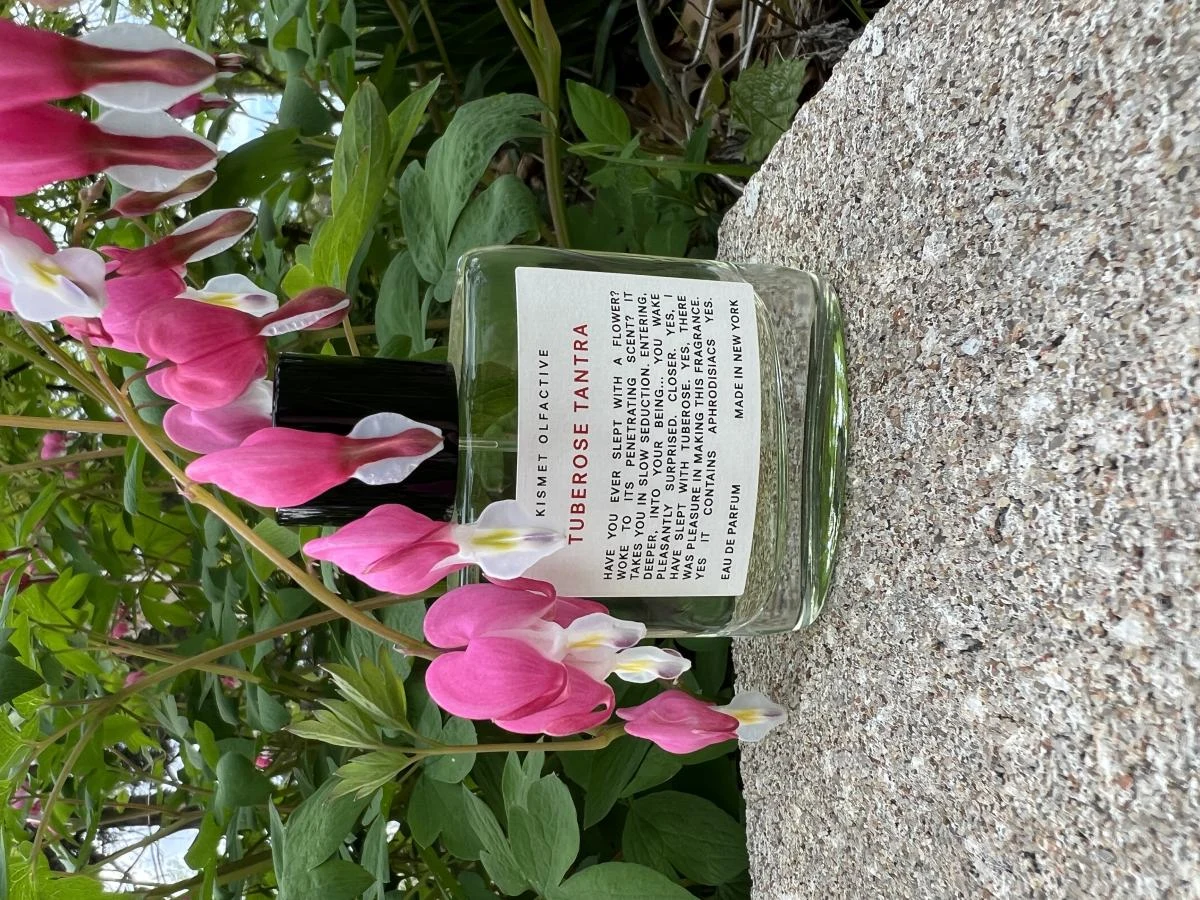 KISMET OLFACTIVE
TUBEROSE TANTRA
HAVE YOU EVER SLEPT WITH A FLOWER?
WOKE TO ITS PENETRATING SCENT? IT
TAKES YOU IN SLOW SEDUCTION. ENTERING,
DEEPER, INTO YOUR BEING... YOU WAKE
PLEASANTLY SURPRISED. CLOSER. YES, I
HAVE SLEPT WITH TUBEROSE. YES, THERE
WAS PLEASURE IN MAKING THIS FRAGRANCE.
YES IT CONTAINS APHRODISIACS YES.
EAU DE PARFUM MADE IN NEW YORK